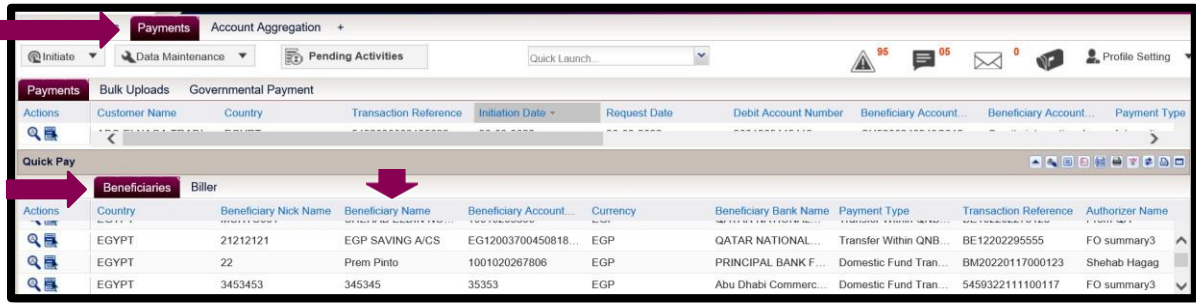 Payments Account Aggregation +
Initiate Data Maintenance Pending Activities Quick Launch... 95 05 0 Profile Setting
Payments Bulk Uploads Governmental Payment
Actions Customer Name Country Transaction Reference Initiation Date Request Date Debit Account Number Beneficiary Account... Beneficiary Account... Payment Type
Quick Pay
Beneficiaries Biller
Actions Country Beneficiary Nick Name Beneficiary Name Beneficiary Account... Currency Beneficiary Bank Name Payment Type Transaction Reference Authorizer Name
EGYPT 21212121 EGP SAVING A/CS EG12003700450818... EGP QATAR NATIONAL... Transfer Within QNB... BE12202295555 FO summary3
EGYPT 22 Prem Pinto 1001020267806 EGP PRINCIPAL BANK F... Domestic Fund Tran... BM20220117000123 Shehab Hagag
EGYPT 3453453 345345 35353 EGP Abu Dhabi Commerc... Domestic Fund Tran... 5459322111100117 FO summary3